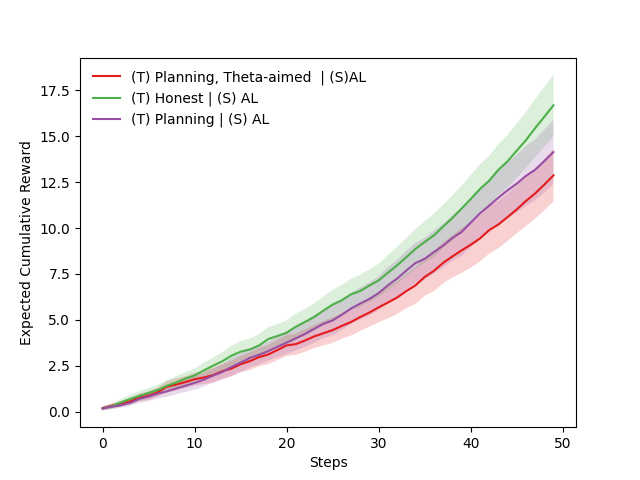 (T) Planning, Theta-aimed  | (S)AL
(T) Honest | (S) AL
(T) Planning | (S) AL
Expected Cumulative Reward
17.5
15.0
12.5
10.0
7.5
5.0
2.5
0.0
0 10 20 30 40 50
Steps